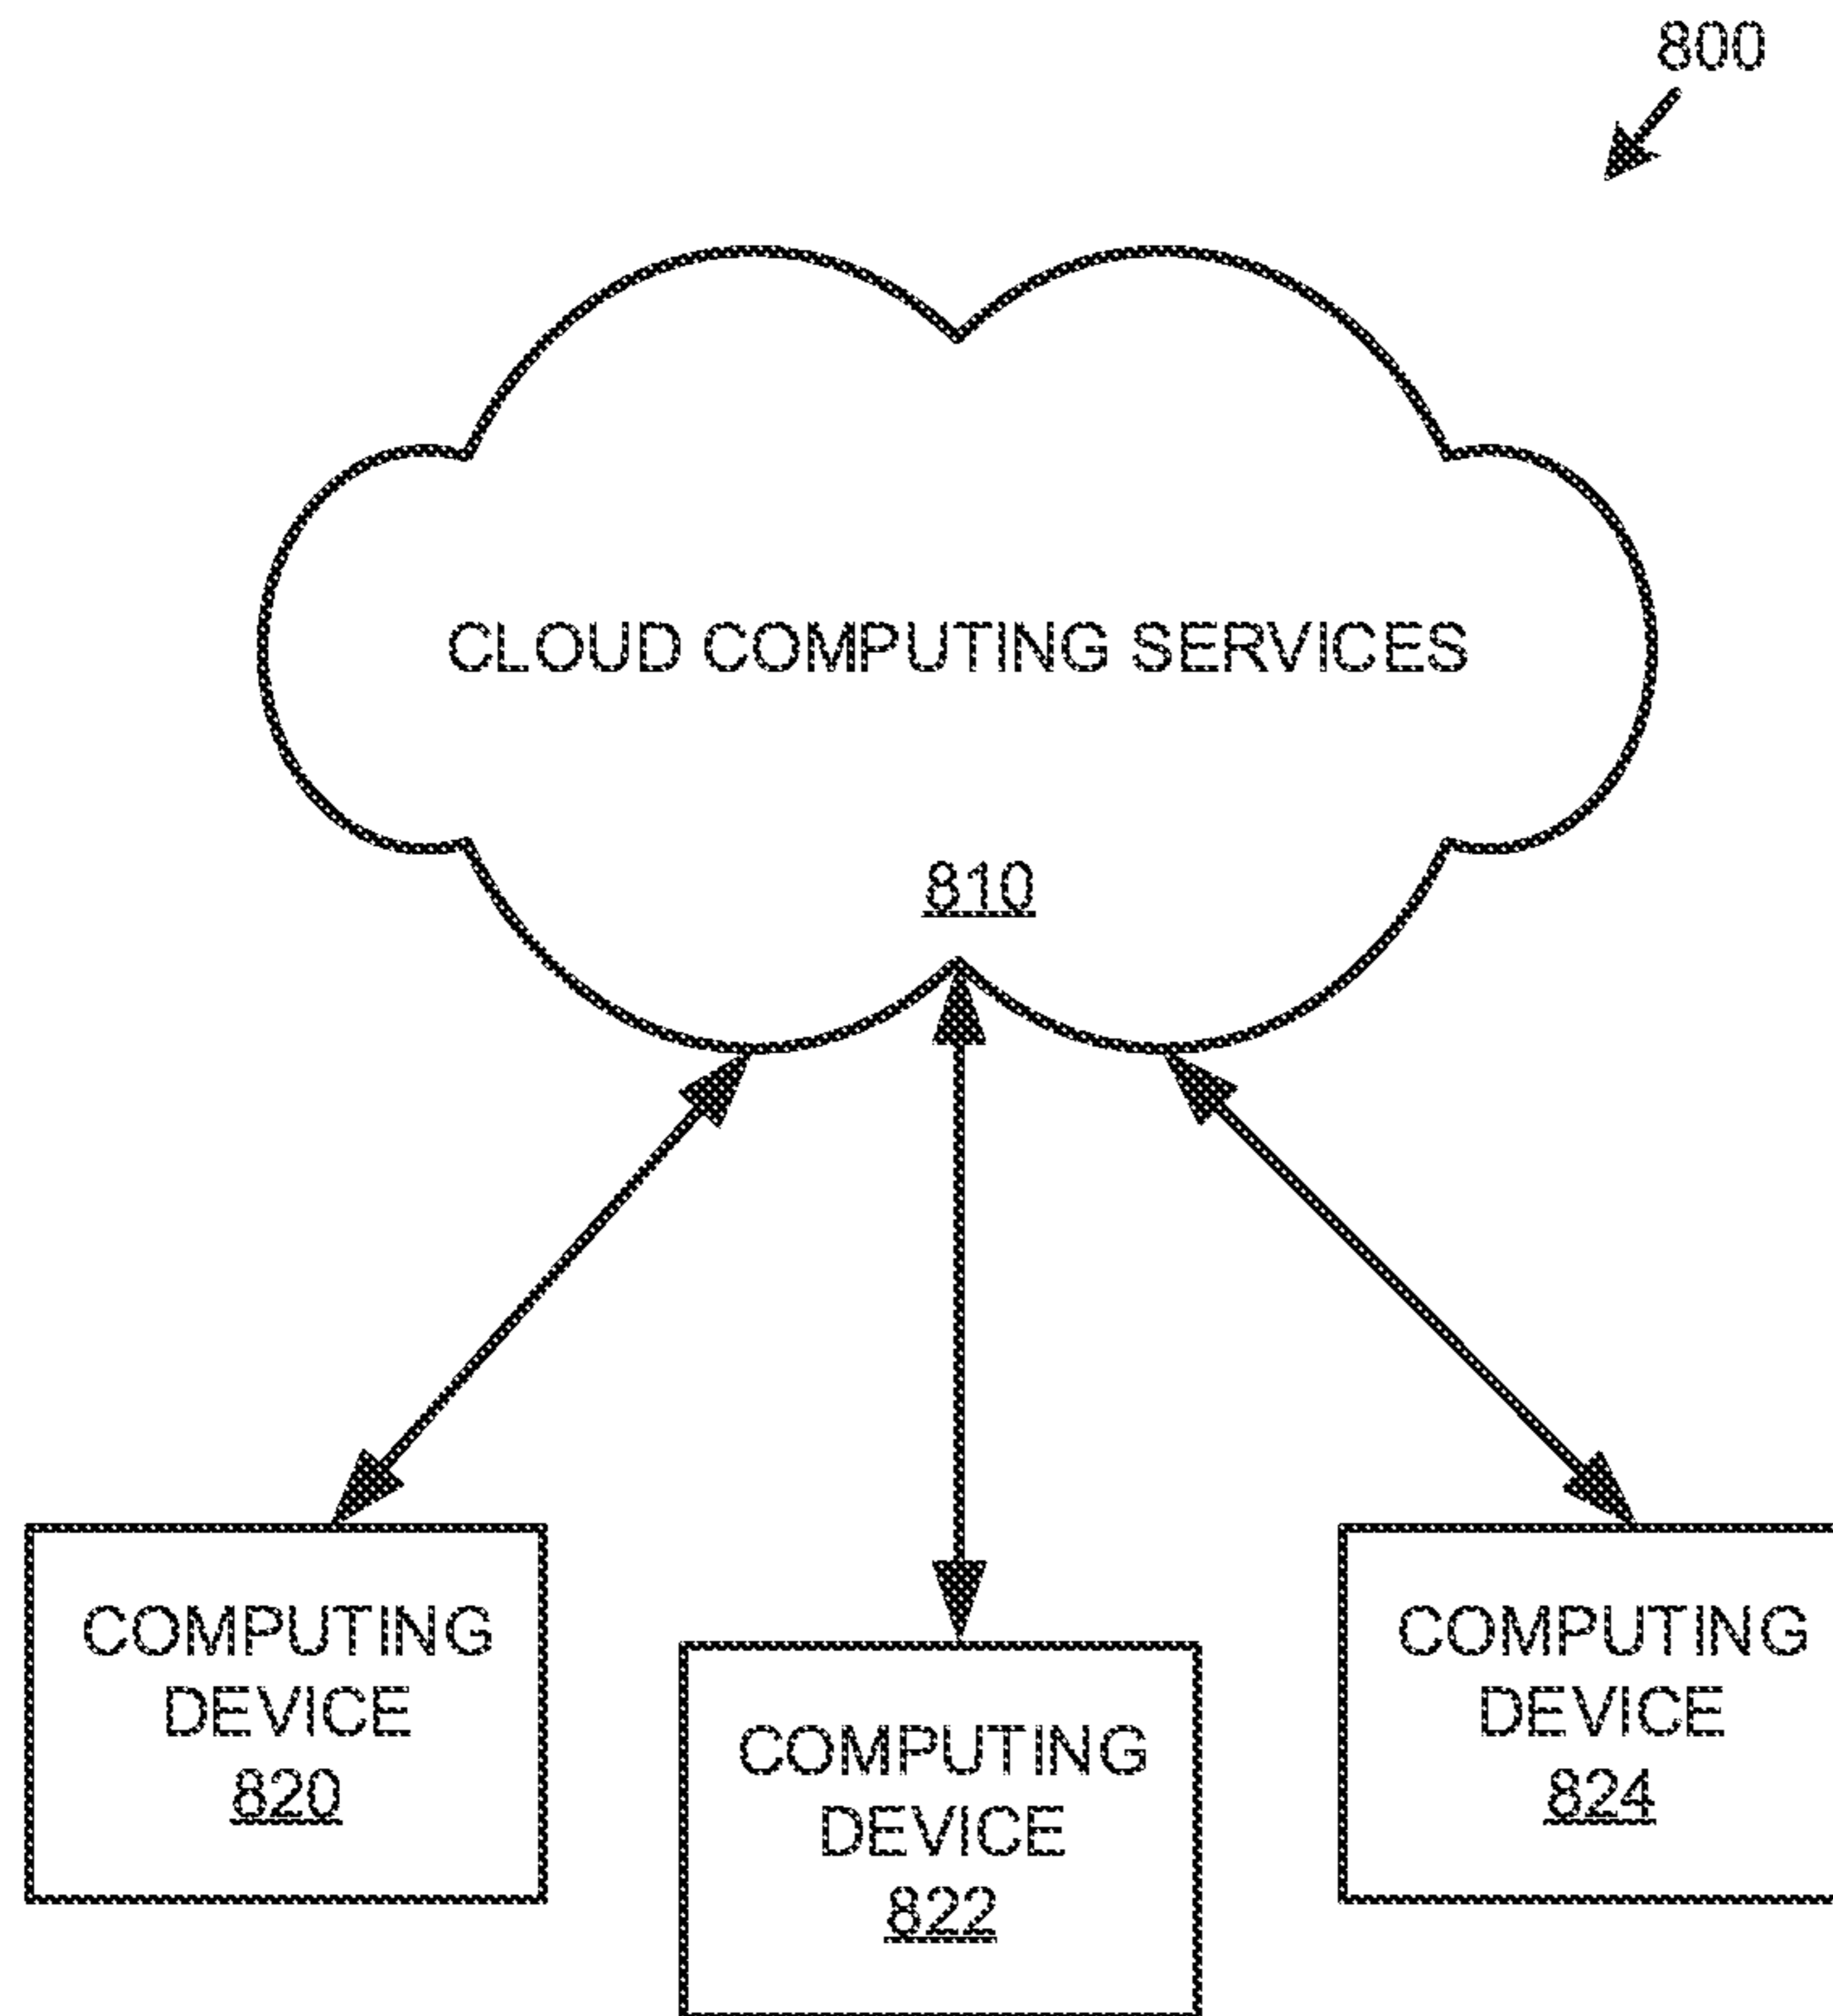 800
CLOUD COMPUTING SERVICES
810
COMPUTING
DEVICE
820
COMPUTING
DEVICE
822
COMPUTING
DEVICE
824